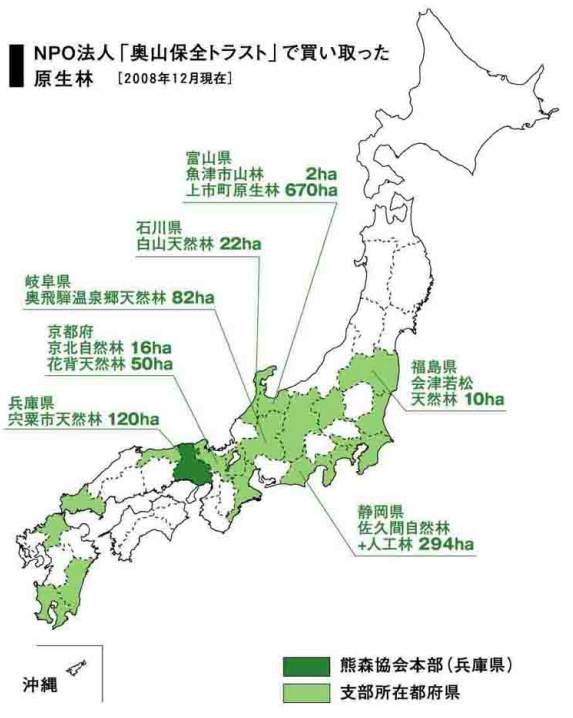 NPO法人「奥山保全トラスト」で買い取った
原生林 [2008年12月現在]
富山県
魚津市山林 2ha
上市町原生林 670ha
石川県
白山天然林 22ha
岐阜県
奥飛騨温泉郷天然林 82ha
京都府
京北自然林 16ha
花背天然林 50ha
兵庫県
宍粟市天然林 120ha
福島県
会津若松
天然林 10ha
静岡県
佐久間自然林
+人工林 294ha
沖縄
熊森協会本部(兵庫県)
支部所在都府県